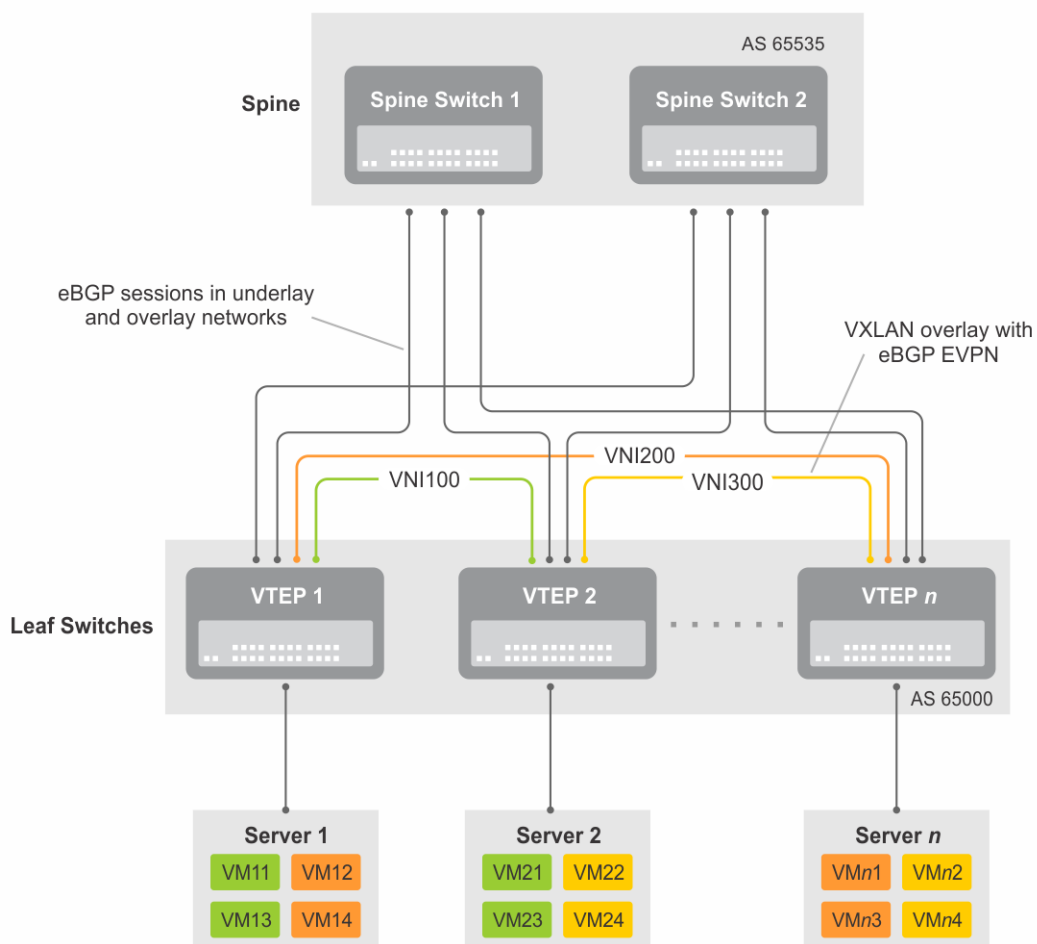 AS 65535
Spine
Spine Switch 1
Spine Switch 2
eBGP sessions in underlay
and overlay networks
VXLAN overlay with
eBGP EVPN
VNI200
VNI100
VNI300
Leaf Switches
VTEP 1
VTEP 2
VTEP n
AS 65000
Server 1
VM11 VM12
VM13 VM14
Server 2
VM21 VM22
VM23 VM24
Server n
VMn1 VMn2
VMn3 VMn4